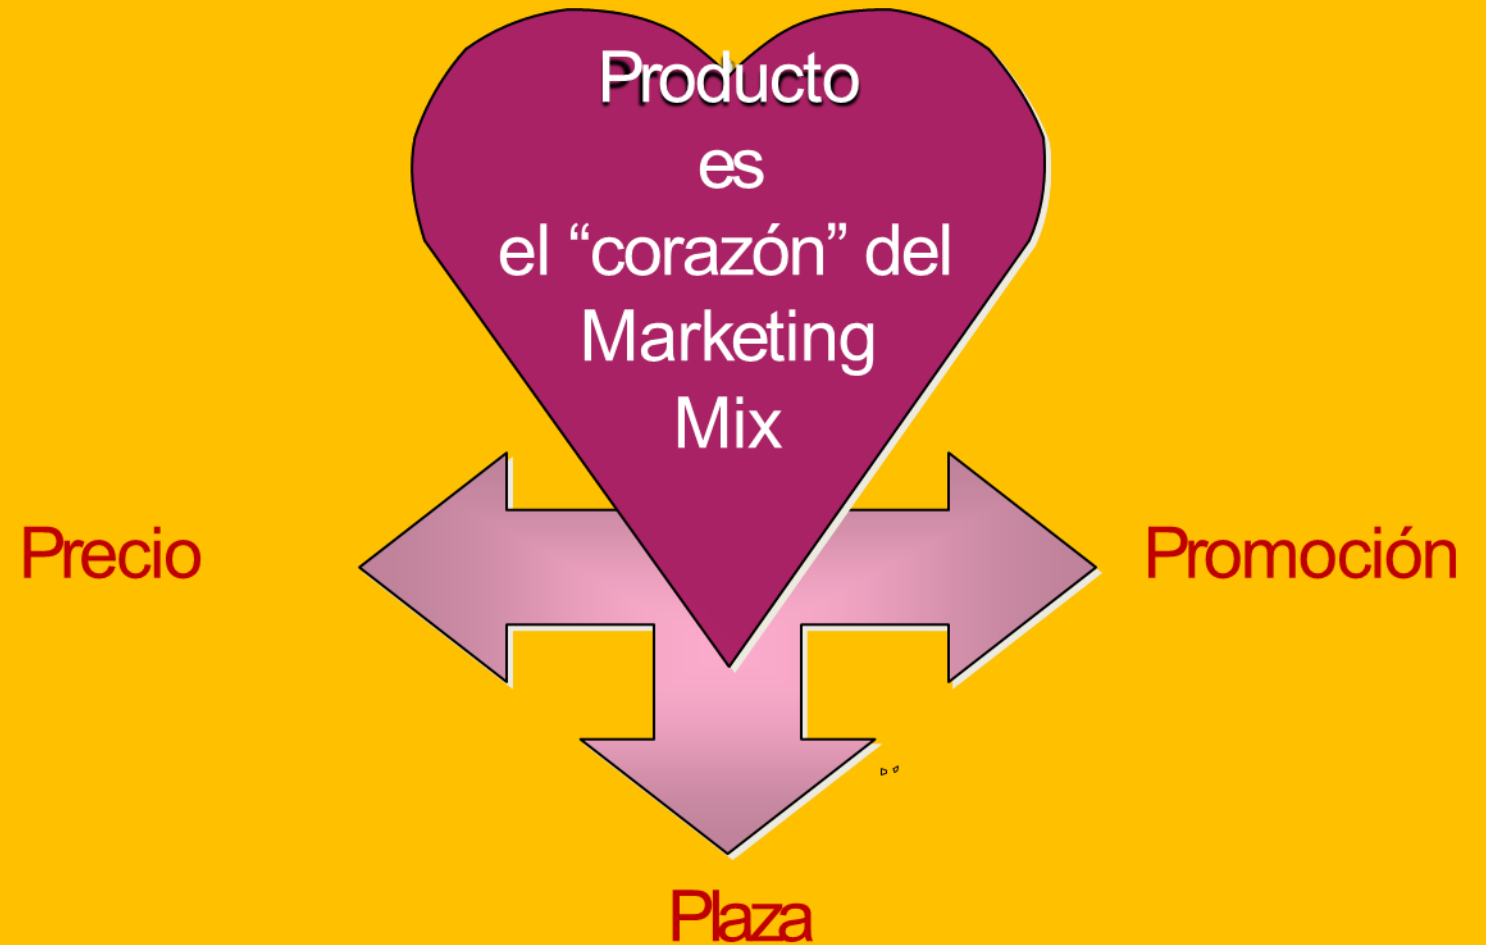 Producto
es
el “corazón” del
Marketing
Mix
Precio
Promoción
Plaza